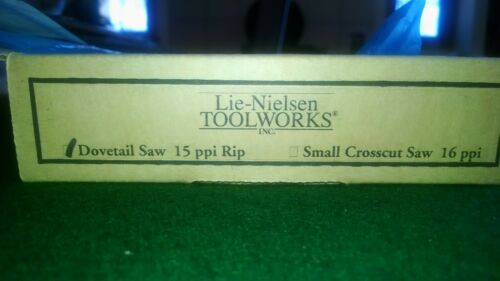 Lie-Nielsen
TOOLWORKS®
INC.
Dovetail Saw 15 ppi Rip Small Crosscut Saw 16 ppi